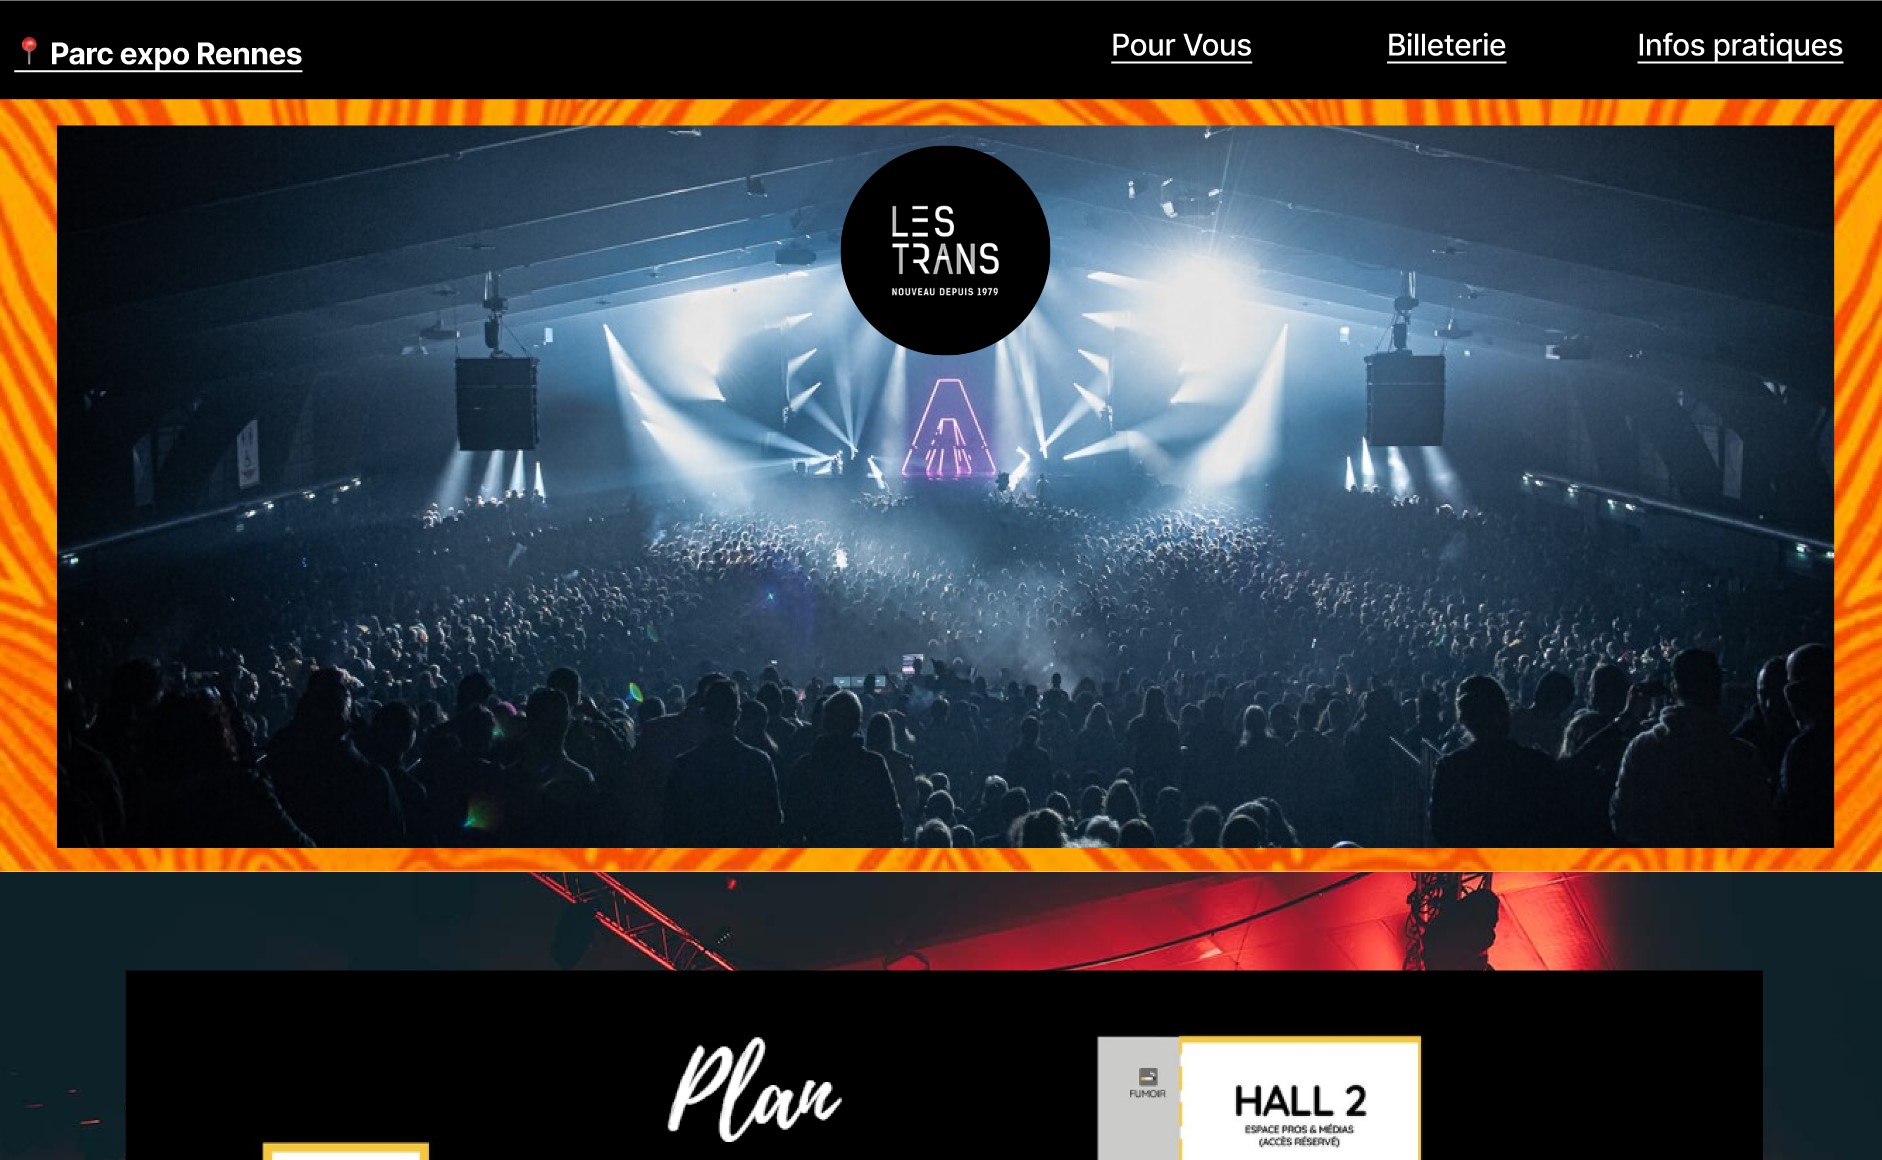 📍 Parc expo Rennes
Pour Vous
Billeterie
Infos pratiques
LES
TRANS
NOUVEAU DEPUIS 1979
Plan
FUMOIR
HALL 2
ESPACE PROS & MÉDIAS
(ACCÈS RÉSERVÉ)